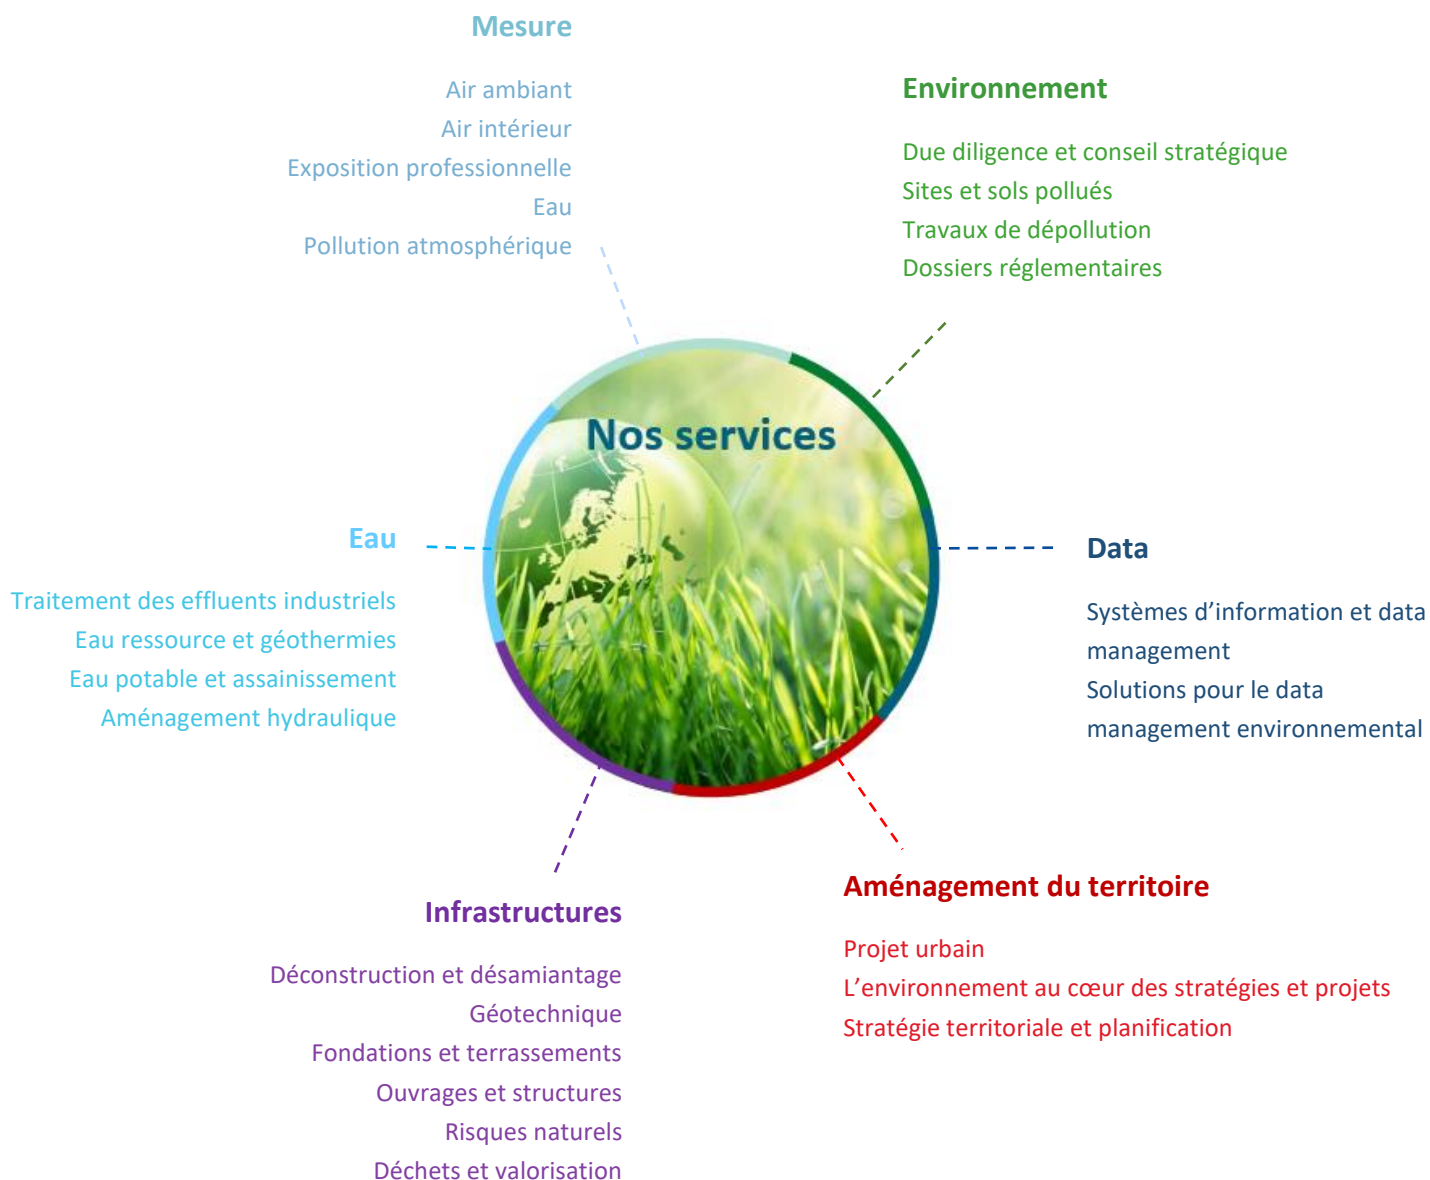 Mesure
Air ambiant
Air intérieur
Exposition professionnelle
Eau
Pollution atmosphérique
Environnement
Due diligence et conseil stratégique
Sites et sols pollués
Travaux de dépollution
Dossiers réglementaires
Nos services
Eau
Traitement des effluents industriels
Eau ressource et géothermies
Eau potable et assainissement
Aménagement hydraulique
Data
Systèmes d’information et data
management
Solutions pour le data
management environnemental
Infrastructures
Déconstruction et désamiantage
Géotechnique
Fondations et terrassements
Ouvrages et structures
Risques naturels
Déchets et valorisation
Aménagement du territoire
Projet urbain
L’environnement au cœur des stratégies et projets
Stratégie territoriale et planification